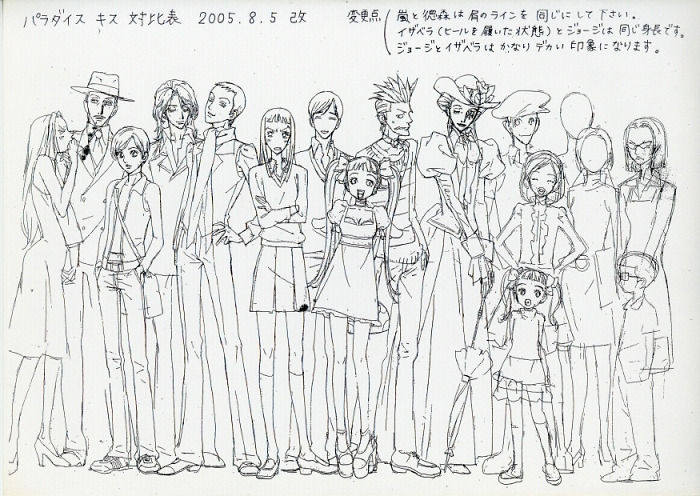 パラダイス キス 対比表 2005.8.5 改
変更点
嵐と徳森は肩のラインを同じにして下さい。
イザベラ(ヒールを履いた状態)とジョージは同じ身長です。
ジョージとイザベラはかなりデカい印象になります。